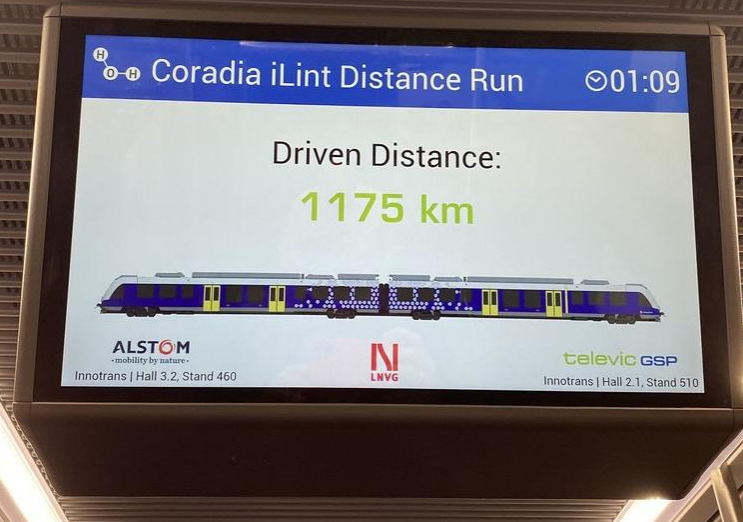 H
O H
Coradia iLint Distance Run
01:09
Driven Distance:
1175 km
ALSTOM
• mobility by nature •
Innotrans | Hall 3.2, Stand 460
N
LNVG
televic GSP
Innotrans | Hall 2.1, Stand 510